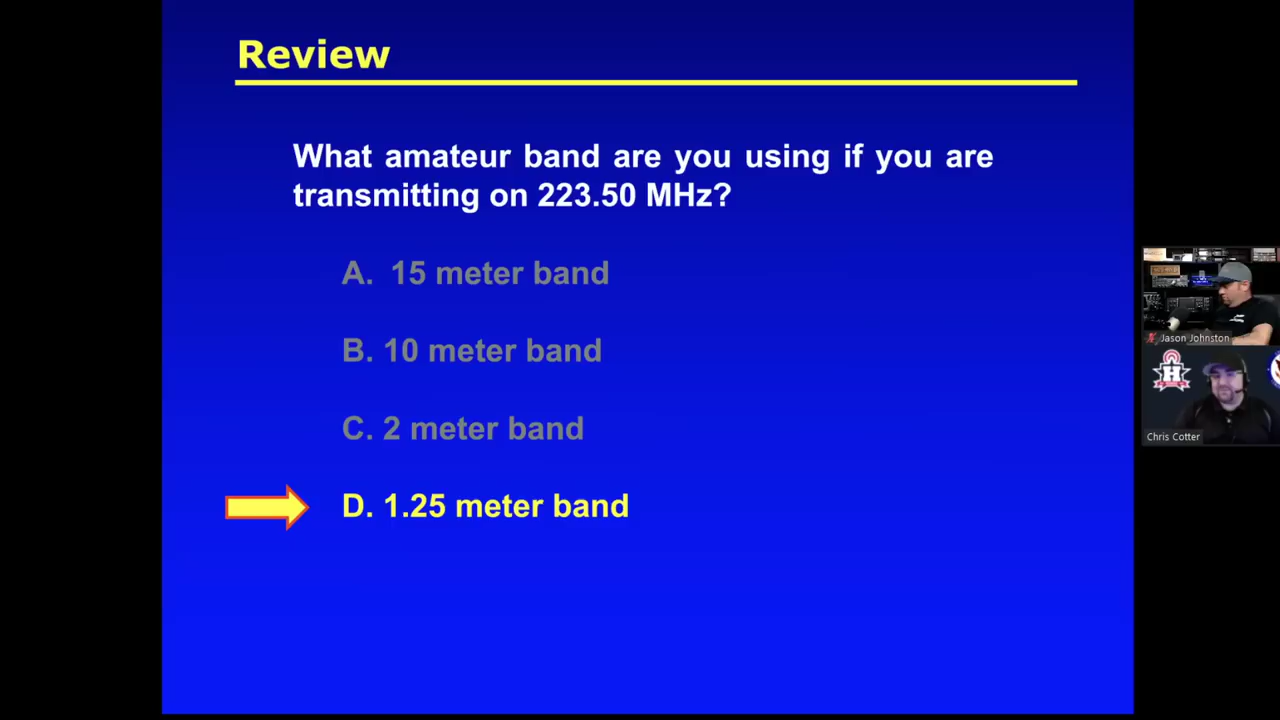 Review
What amateur band are you using if you are
transmitting on 223.50 MHz?
A. 15 meter band
B. 10 meter band
C. 2 meter band
D. 1.25 meter band
Jason Johnston
H
Chris Cotter